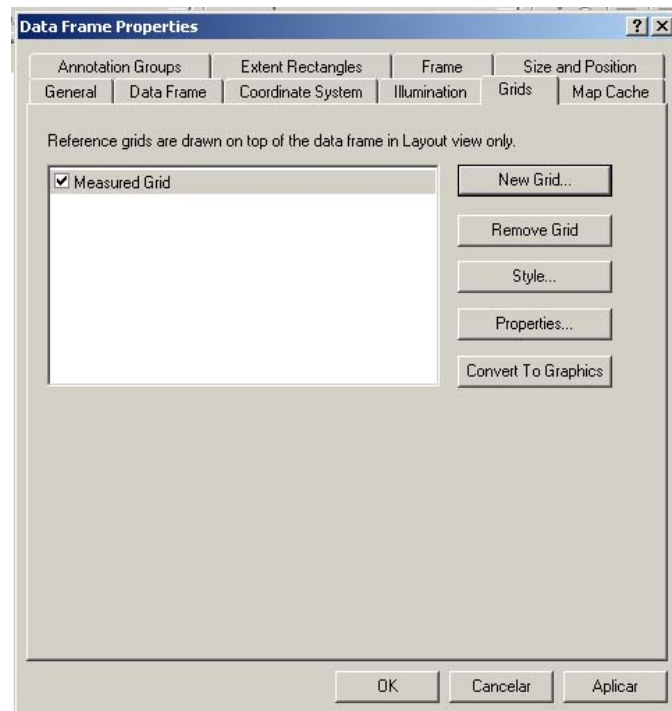 Data Frame Properties
Annotation Groups Extent Rectangles Frame Size and Position
General Data Frame Coordinate System Illumination Grids Map Cache
Reference grids are drawn on top of the data frame in Layout view only.
Measured Grid
New Grid...
Remove Grid
Style...
Properties...
Convert To Graphics
OK Cancelar Aplicar